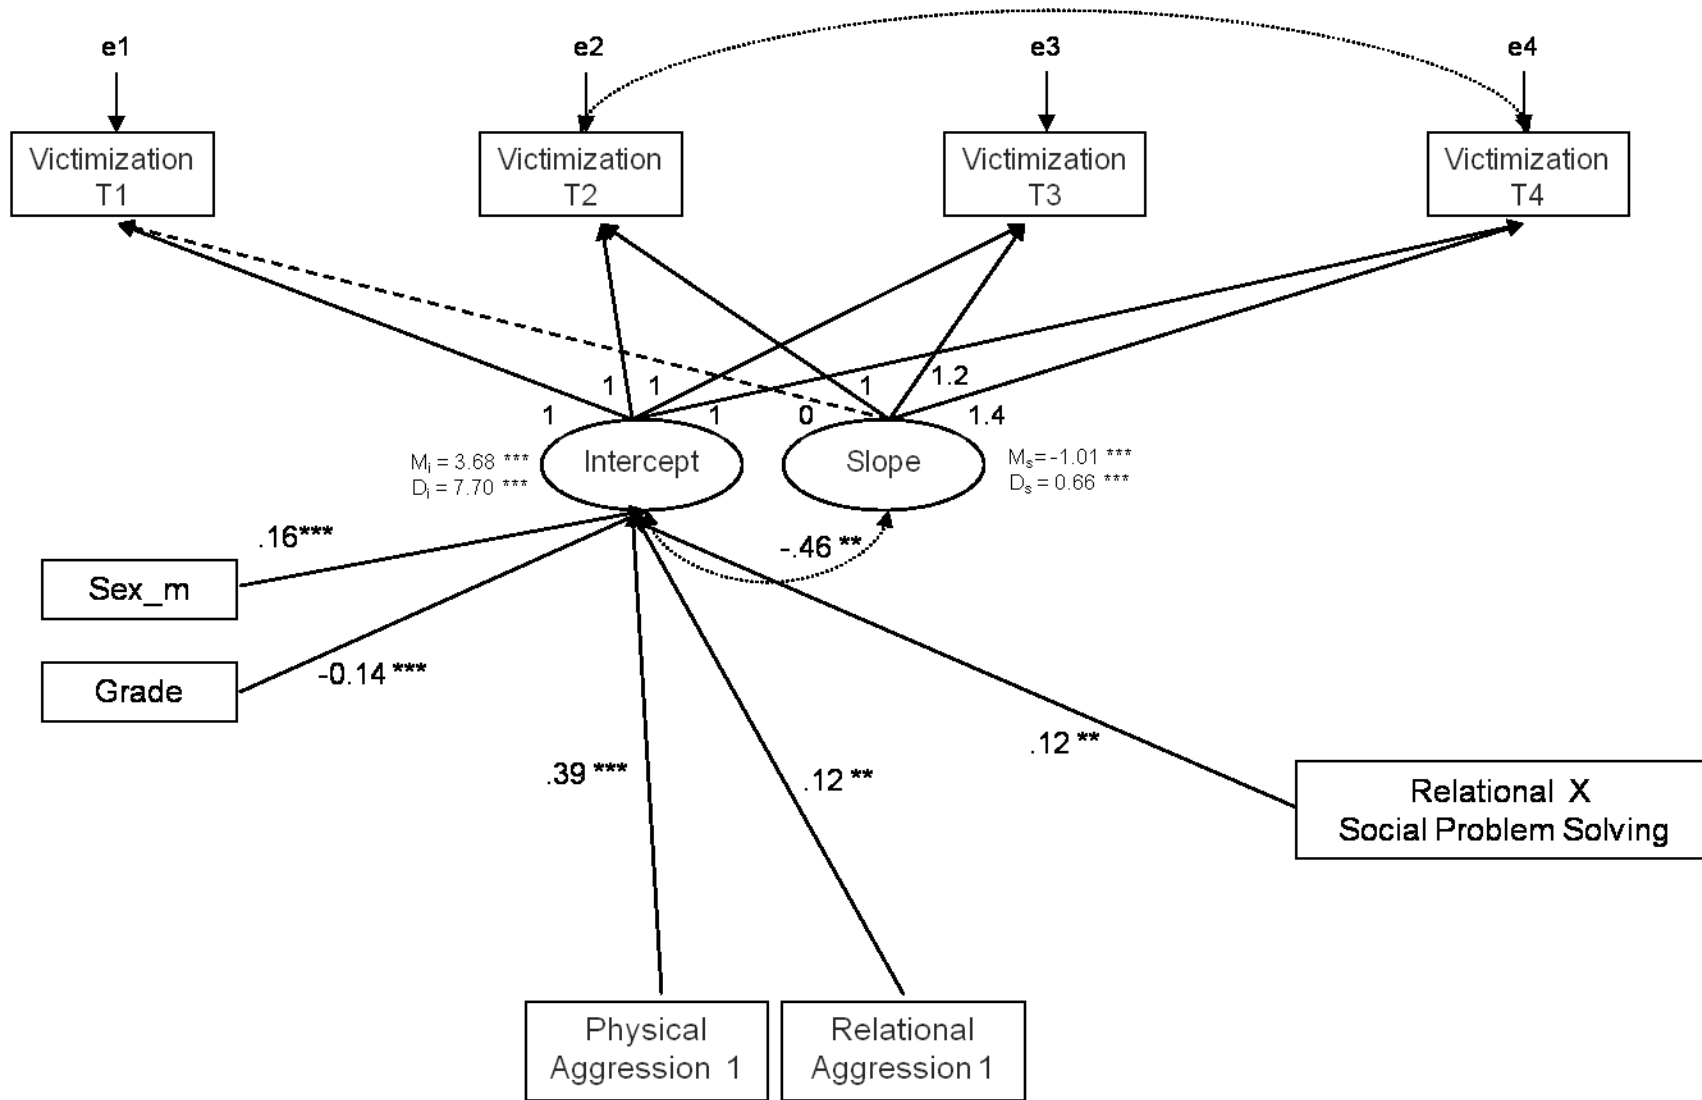 e1
e2
e3
e4
Victimization
T1
Victimization
T2
Victimization
T3
Victimization
T4
1
1
1
1
0
1
1.2
1.4
Intercept
Slope
Mi = 3.68 ***
Di = 7.70 ***
Ms= -1.01 ***
Ds = 0.66 ***
.16***
-.46 **
Sex_m
Grade
-0.14 ***
.39 ***
.12 **
.12 **
Relational X
Social Problem Solving
Physical
Aggression 1
Relational
Aggression 1